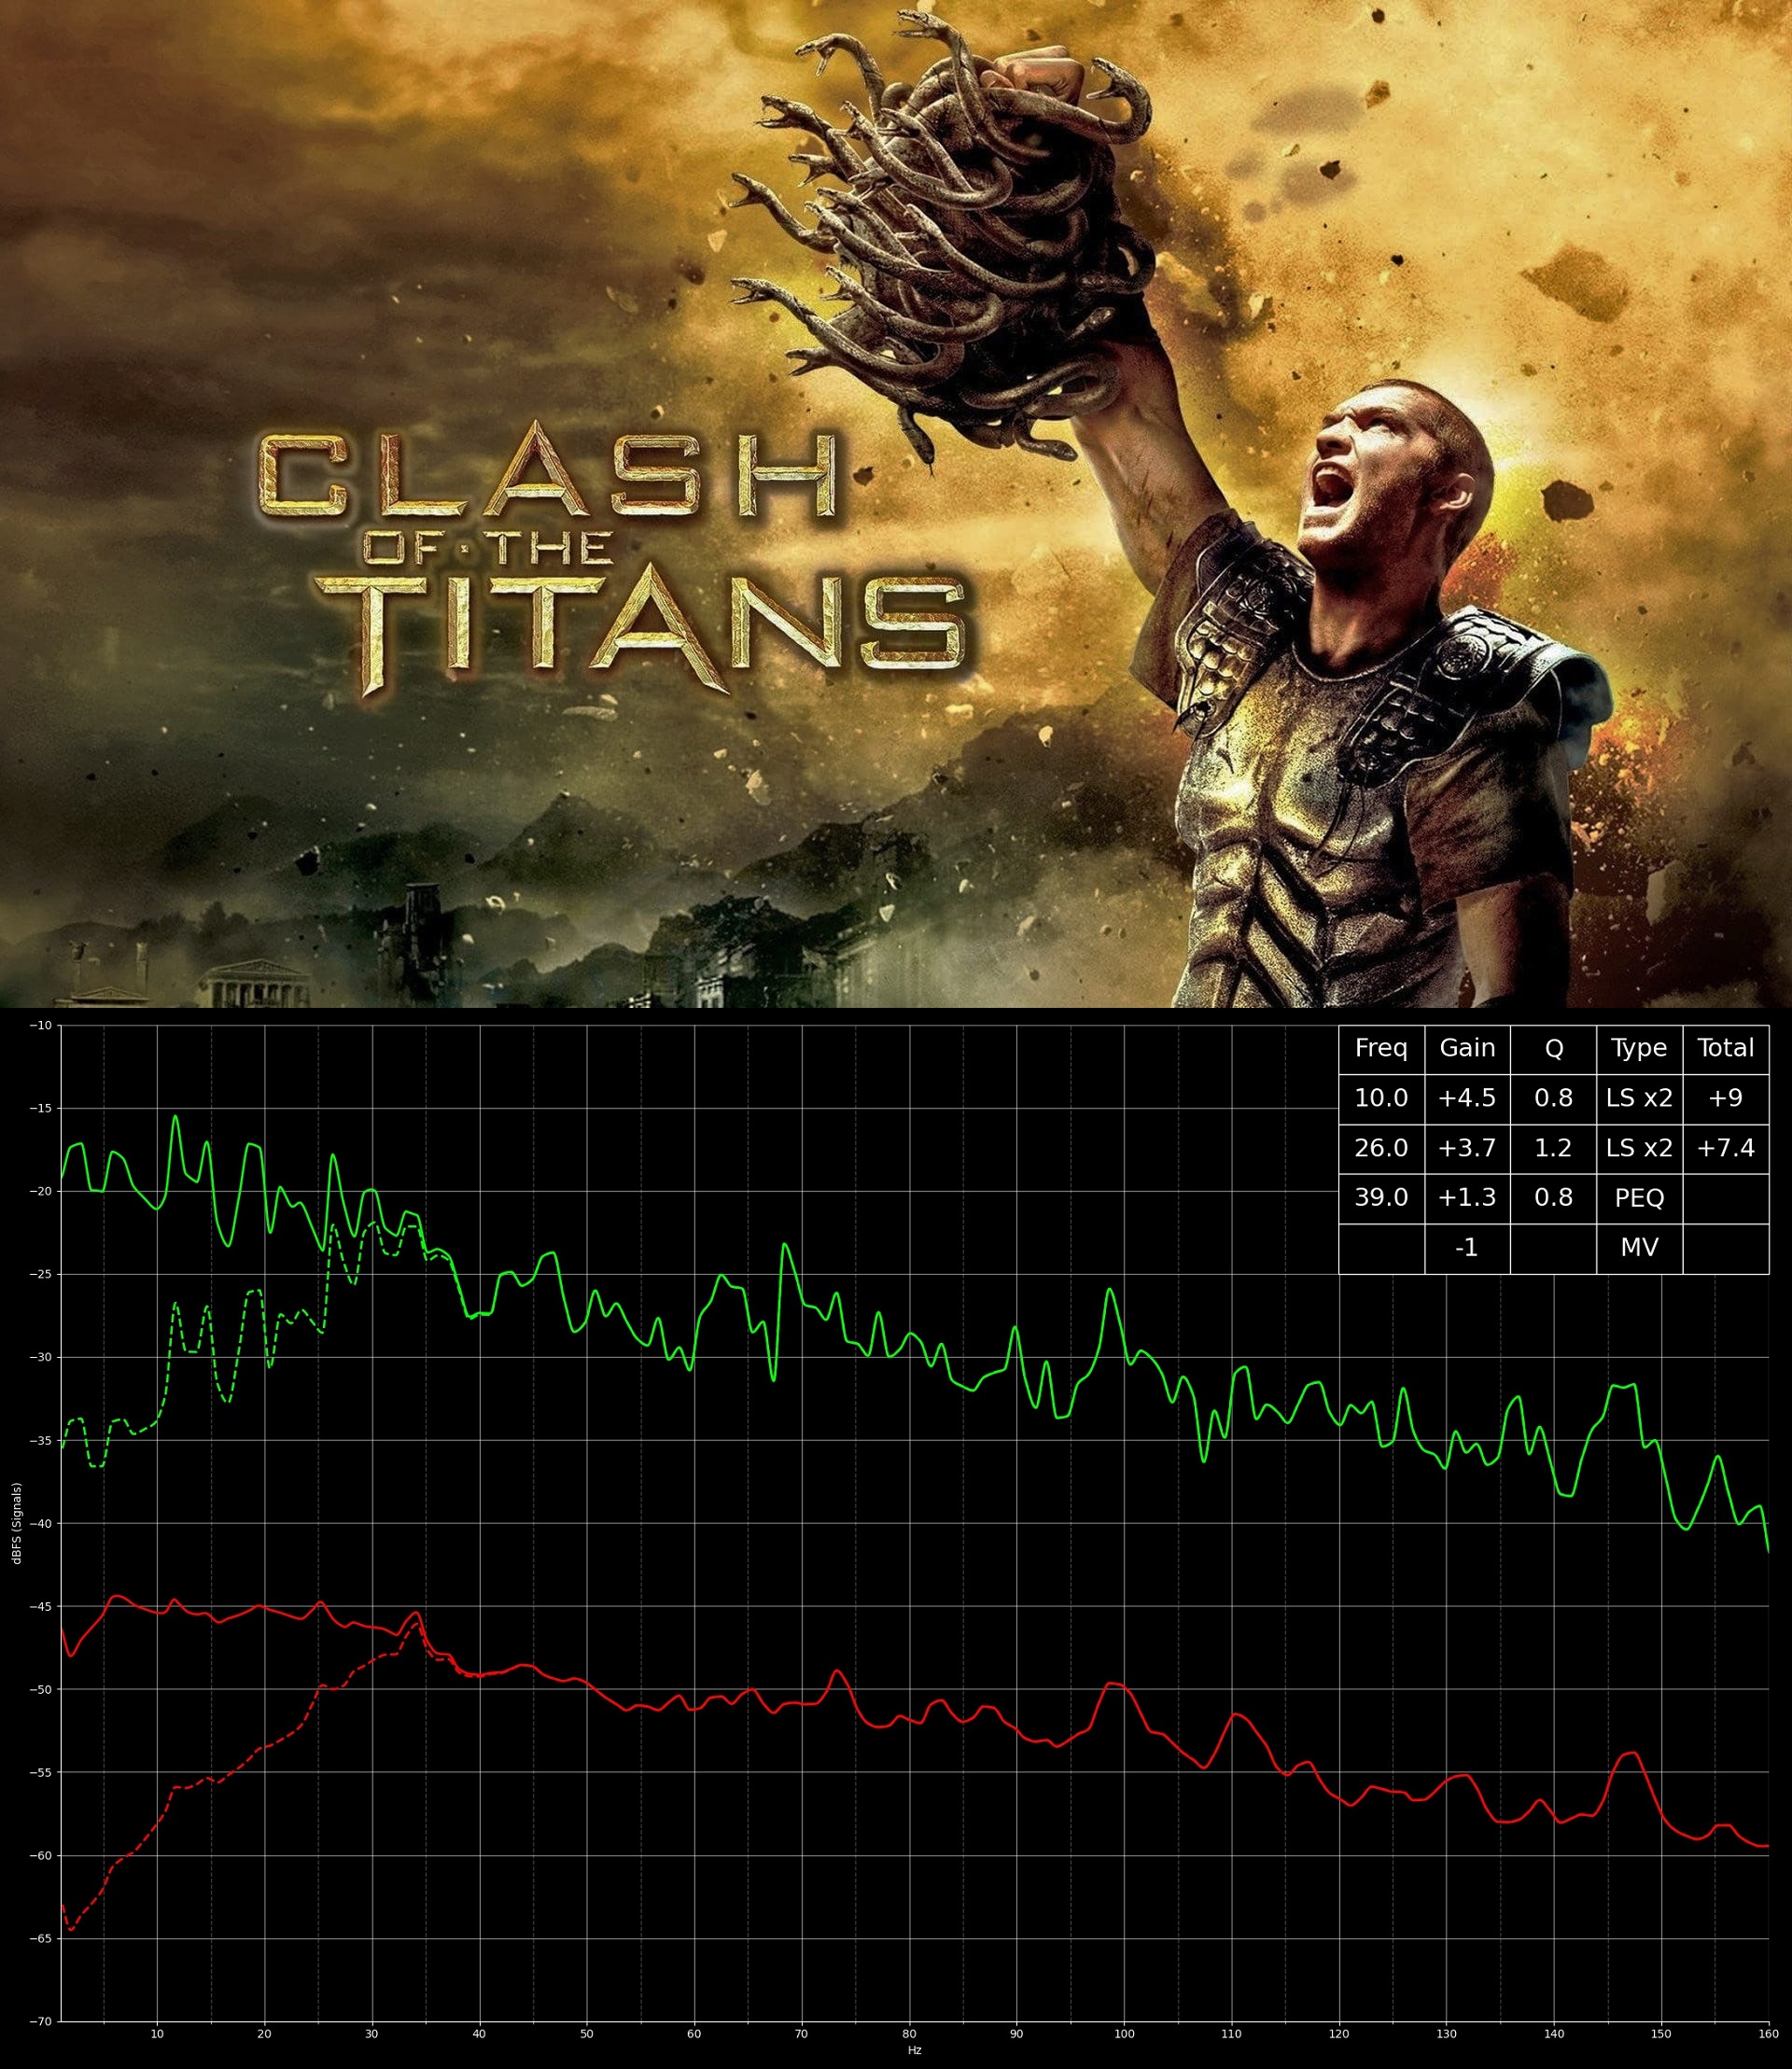 CLASH
OF · THE
TITANS
Freq Gain Q Type Total
10.0 +4.5 0.8 LS x2 +9
26.0 +3.7 1.2 LS x2 +7.4
39.0 +1.3 0.8 PEQ
-1 MV
−10
−15
−20
−25
−30
−35
−40
−45
−50
−55
−60
−65
−70
dBFS (Signals)
10 20 30 40 50 60 70 80 90 100 110 120 130 140 150 160
Hz